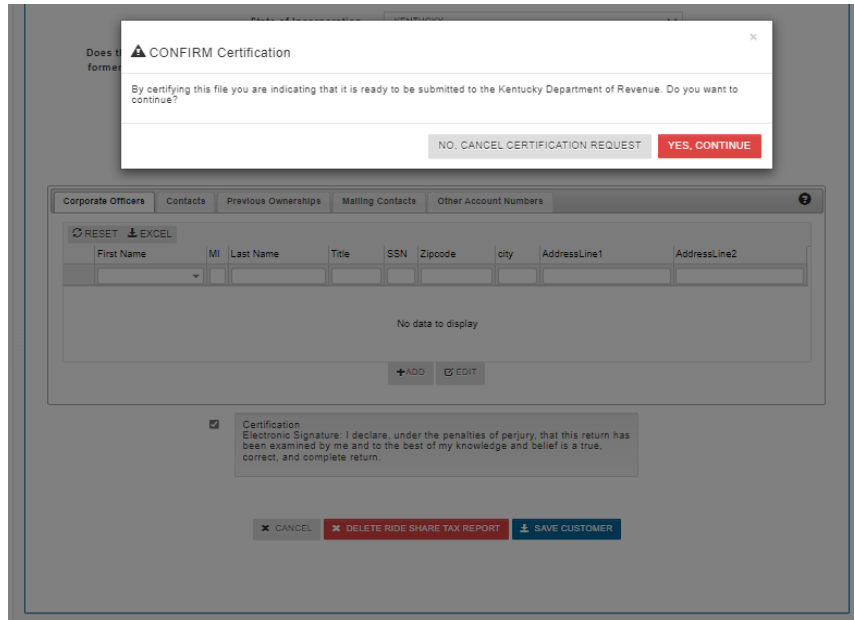 State of Incorporation KENTUCKY
Does t
former
CONFIRM Certification
×
By certifying this file you are indicating that it is ready to be submitted to the Kentucky Department of Revenue. Do you want to
continue?
NO, CANCEL CERTIFICATION REQUEST YES, CONTINUE
Corporate Officers Contacts Previous Ownerships Mailing Contacts Other Account Numbers
RESET EXCEL
First Name MI Last Name Title SSN Zipcode city AddressLine1 AddressLine2
No data to display
+ADD EDIT
Certification
Electronic Signature: I declare, under the penalties of perjury, that this return has
been examined by me and to the best of my knowledge and belief is a true,
correct, and complete return.
CANCEL DELETE RIDE SHARE TAX REPORT SAVE CUSTOMER